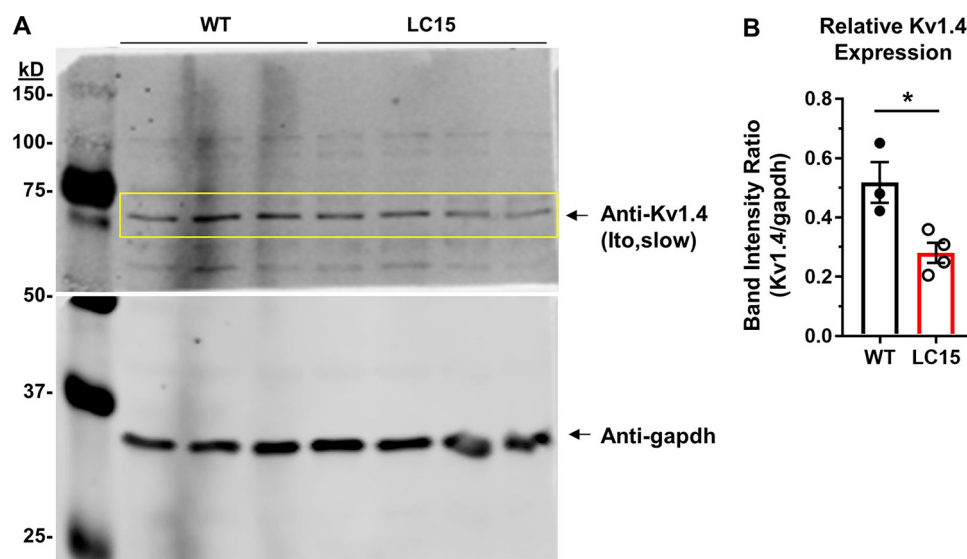 A
WT
LC15
kD
150-
100-
75-
50-
37-
25-
Anti-Kv1.4
(Ito,slow)
Anti-gapdh
B
Relative Kv1.4
Expression
Band Intensity Ratio
(Kv1.4/gapdh)
0.8
0.6
0.4
0.2
0.0
*
WT
LC15